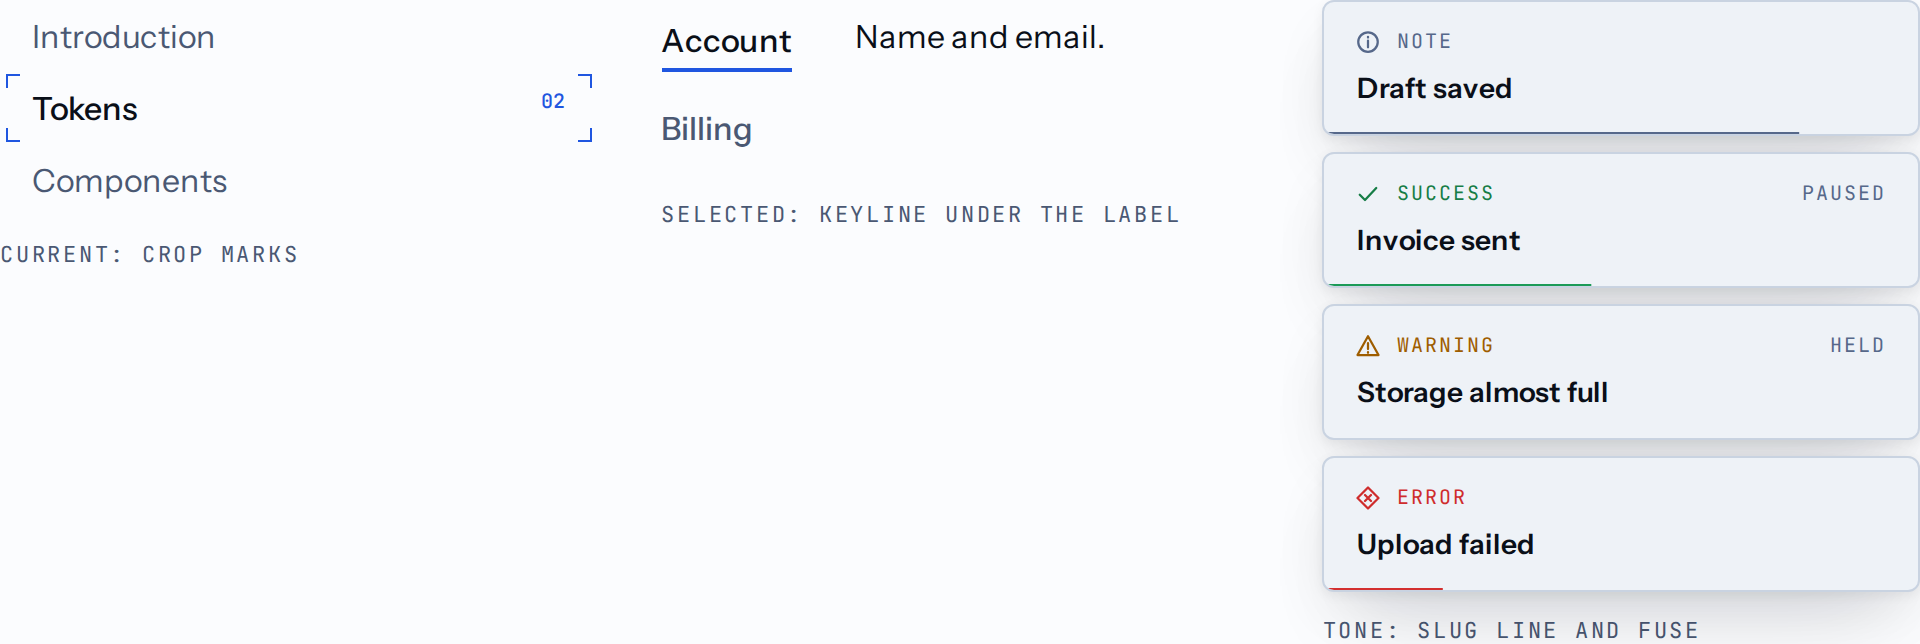 Introduction
Tokens 02
Components
CURRENT: CROP MARKS
Account Name and email.
Billing
SELECTED: KEYLINE UNDER THE LABEL
NOTE
Draft saved
SUCCESS PAUSED
Invoice sent
WARNING HELD
Storage almost full
ERROR
Upload failed
TONE: SLUG LINE AND FUSE